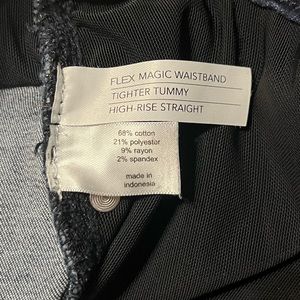 FLEX MAGIC WAISTBAND
TIGHTER TUMMY
HIGH-RISE STRAIGHT
68% cotton
21% polyester
9% rayon
2% spandex
made in
indonesia